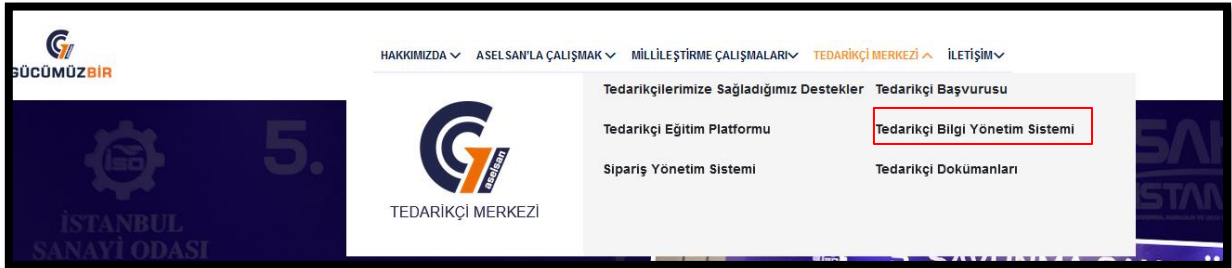 GÜCÜMÜZBİR
HAKKIMIZDA ASELSAN'LA ÇALIŞMAK MİLLİLEŞTİRME ÇALIŞMALARI TEDARİKÇİ MERKEZİ İLETİŞİM
Tedarikçilerimize Sağladığımız Destekler Tedarikçi Başvurusu
Tedarikçi Eğitim Platformu Tedarikçi Bilgi Yönetim Sistemi
Sipariş Yönetim Sistemi Tedarikçi Dokümanları
aselsan
TEDARİKÇİ MERKEZİ
İSO
5.
İSTANBUL
SANAYİ ODASI